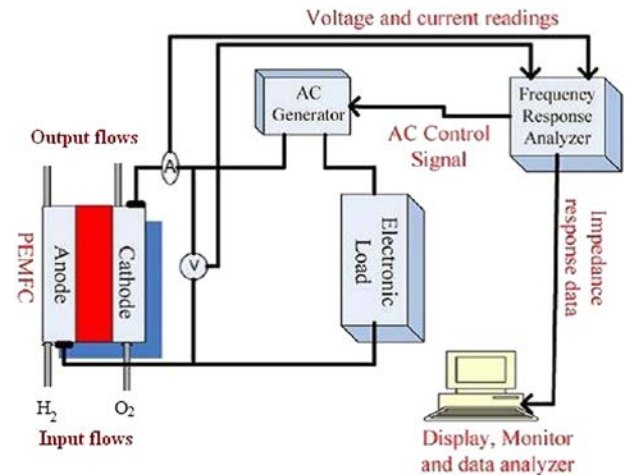 Voltage and current readings
AC
Generator
Frequency
Response
Analyzer
AC Control
Signal
Output flows
A
V
PEMFC
Anode
Cathode
Electronic
Load
Impedance
response data
H2
O2
Input flows
Display, Monitor
and data analyzer